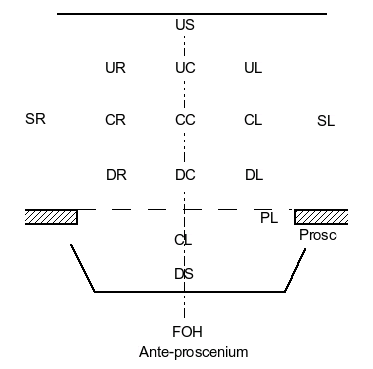 US
UR UC UL
SR CR CC CL SL
DR DC DL
PL
Prosc
CL
DS
FOH
Ante-proscenium